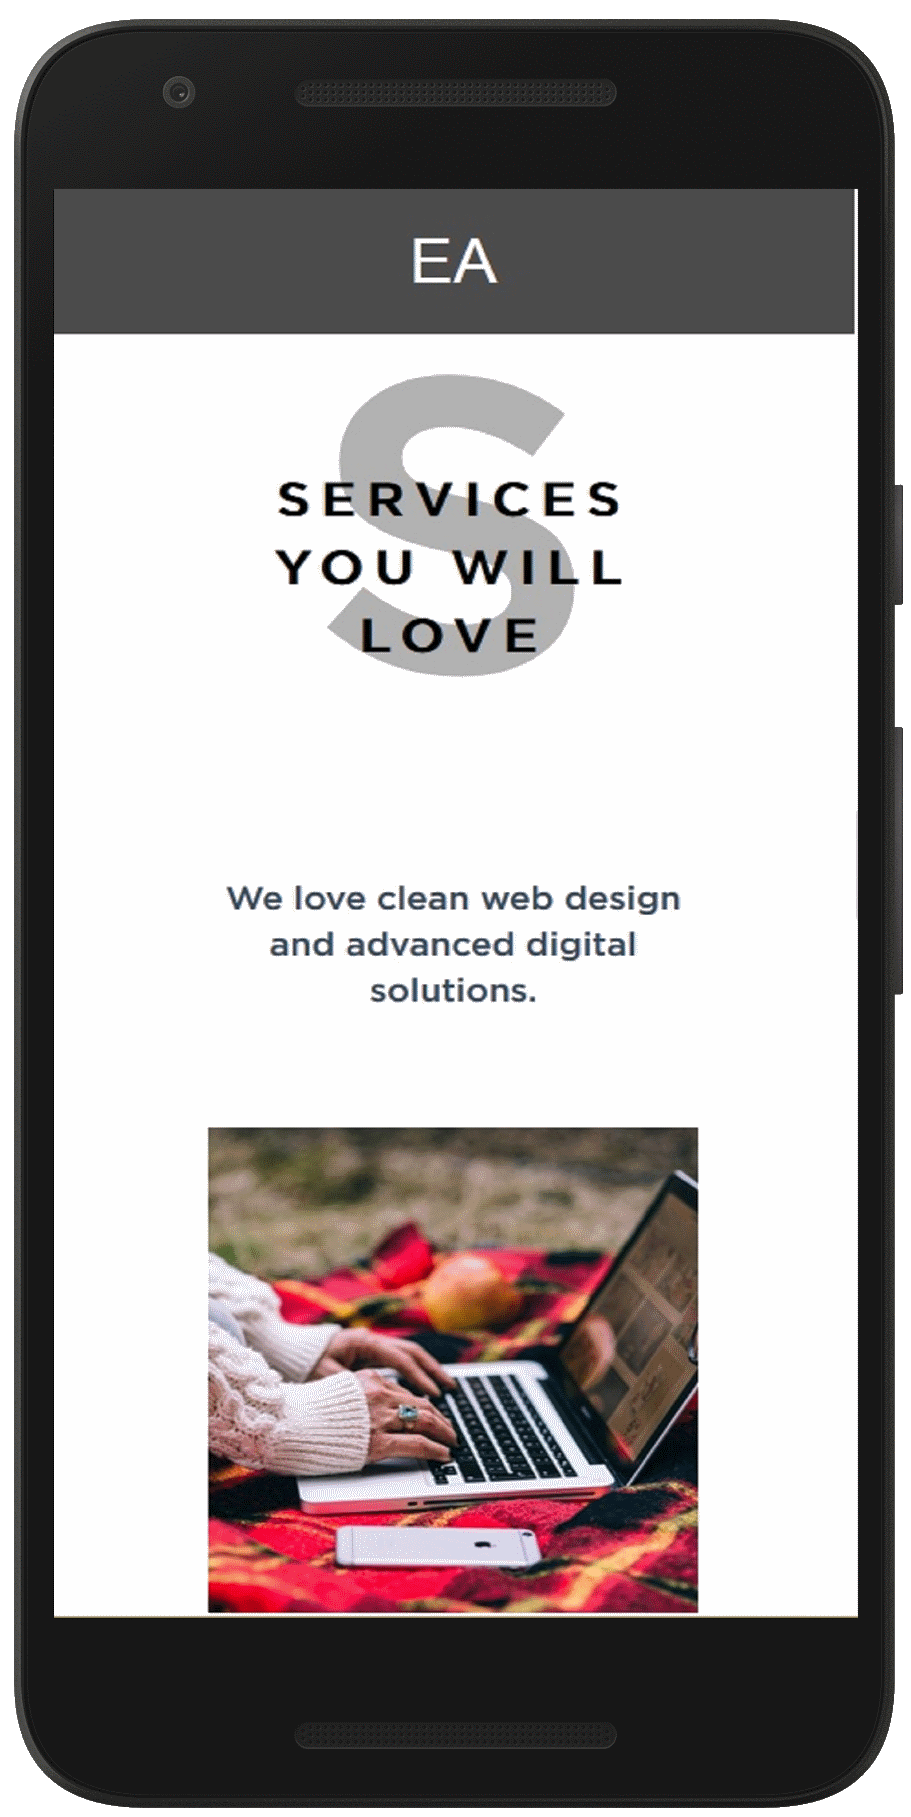 EA
S
SERVICES
YOU WILL
LOVE
We love clean web design
and advanced digital
solutions.